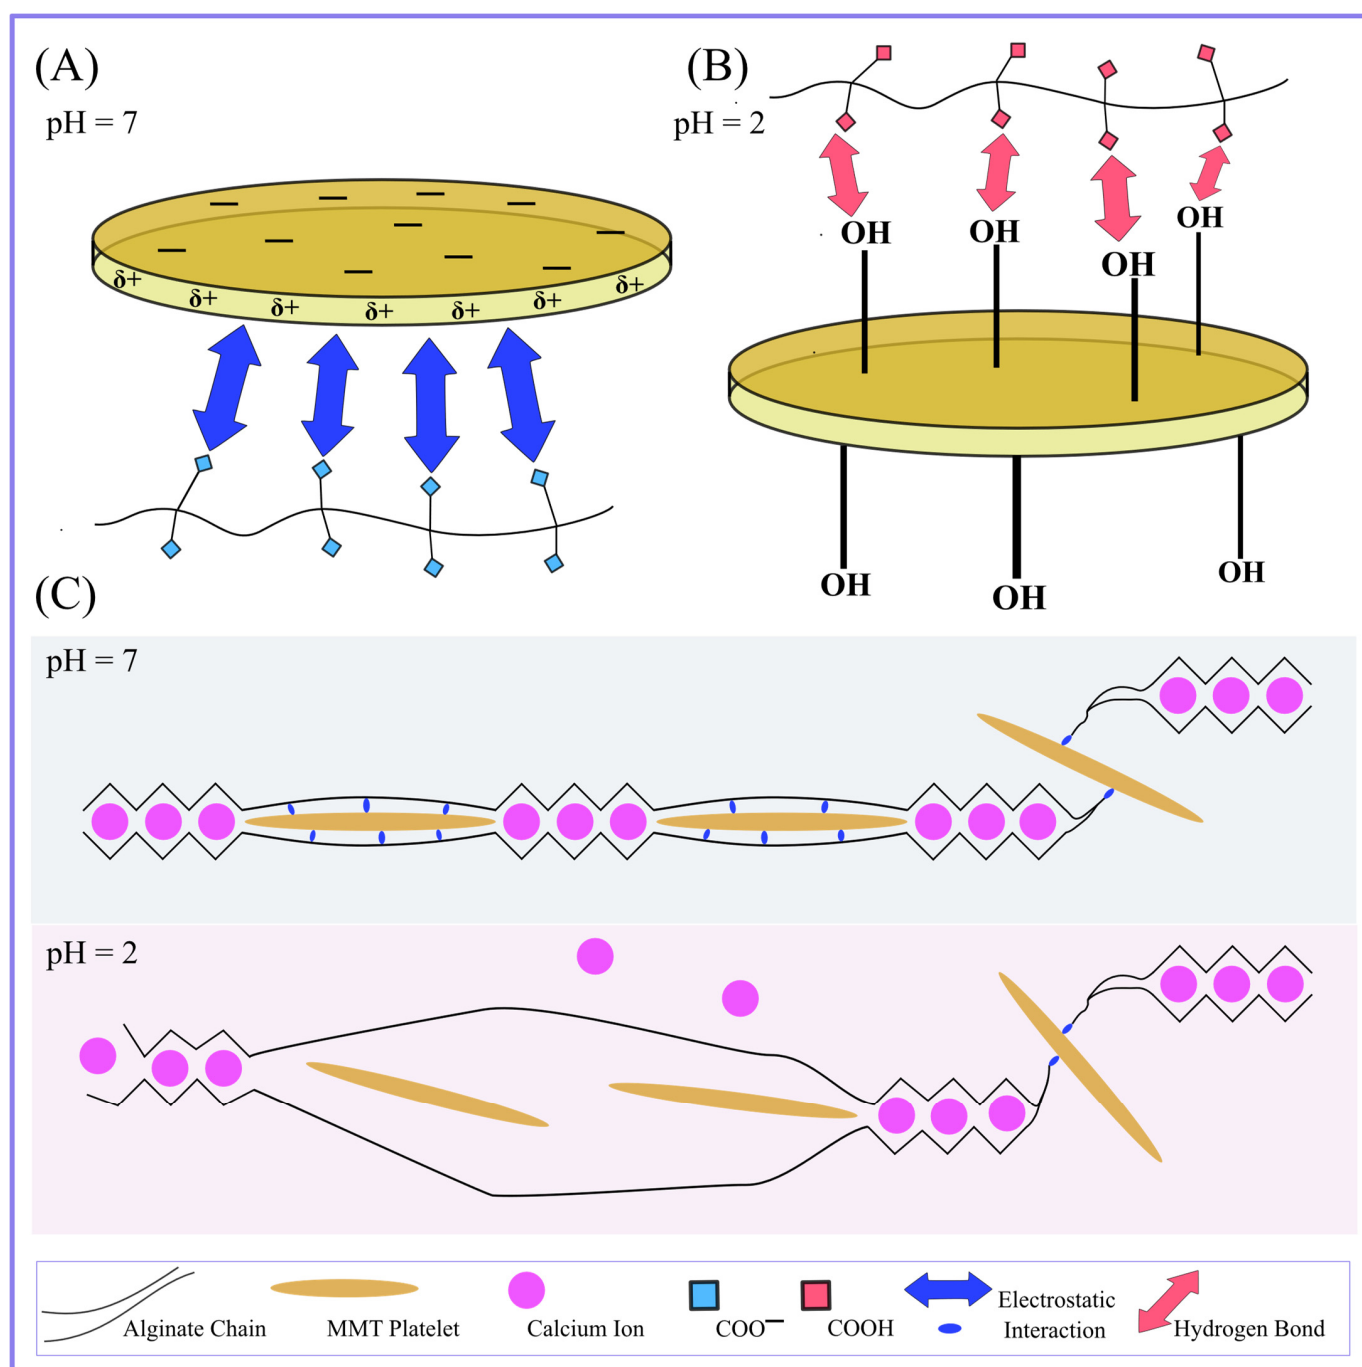 (A)
pH = 7
− − − −
− − − −
− − −
δ+ δ+ δ+ δ+ δ+ δ+ δ+
(B)
pH = 2
OH OH OH OH
OH OH OH
(C)
pH = 7
pH = 2
Alginate Chain
MMT Platelet
Calcium Ion
COO−
COOH
Electrostatic
Interaction
Hydrogen Bond